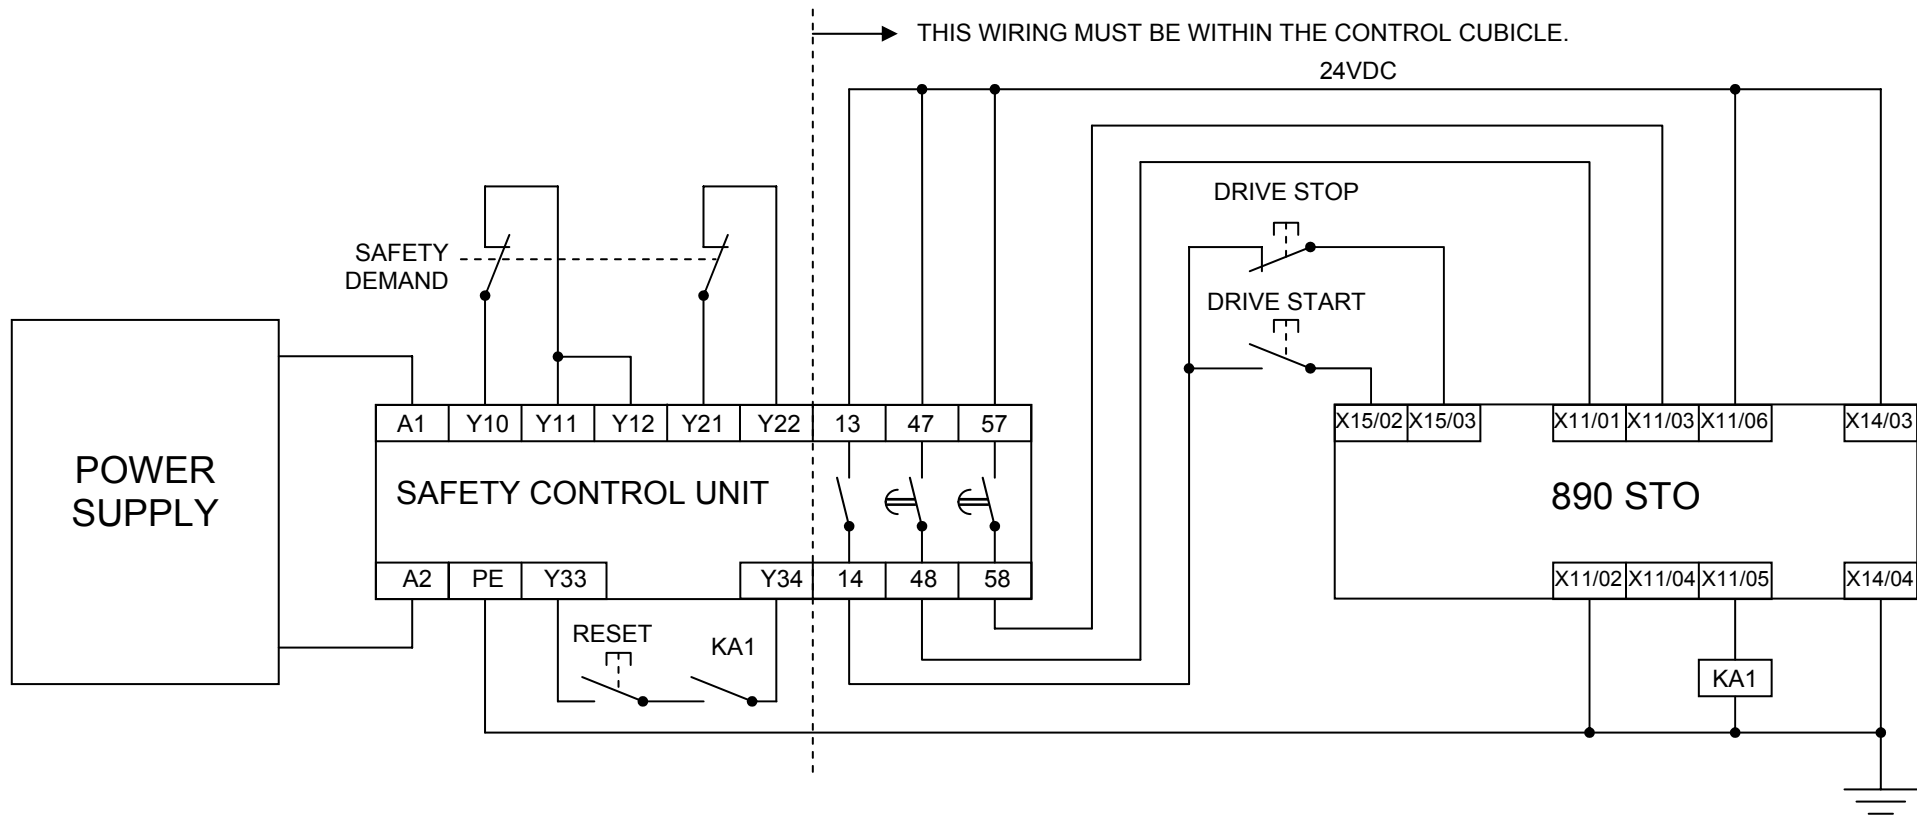 THIS WIRING MUST BE WITHIN THE CONTROL CUBICLE.
24VDC
DRIVE STOP
SAFETY
DEMAND
DRIVE START
POWER
SUPPLY
A1 Y10 Y11 Y12 Y21 Y22 13 47 57
SAFETY CONTROL UNIT
A2 PE Y33 Y34 14 48 58
RESET
KA1
X15/02 X15/03 X11/01 X11/03 X11/06 X14/03
890 STO
X11/02 X11/04 X11/05 X14/04
KA1